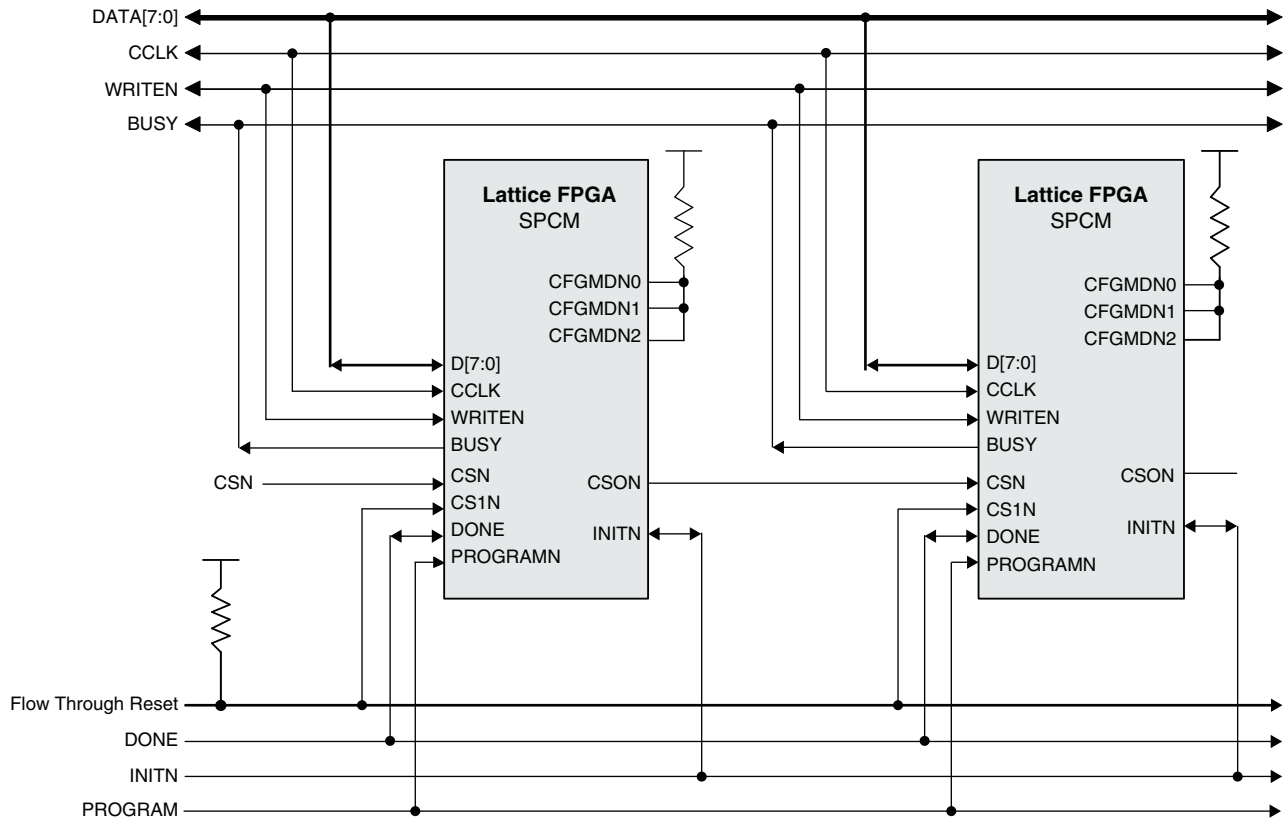 DATA[7:0]
CCLK
WRITEN
BUSY
Lattice FPGA
SPCM
CFGMDN0
CFGMDN1
CFGMDN2
D[7:0]
CCLK
WRITEN
BUSY
CSN
CSN
CS1N
DONE
PROGRAMN
CSON
INITN
Lattice FPGA
SPCM
CFGMDN0
CFGMDN1
CFGMDN2
D[7:0]
CCLK
WRITEN
BUSY
CSN
CS1N
DONE
PROGRAMN
CSON
INITN
Flow Through Reset
DONE
INITN
PROGRAM